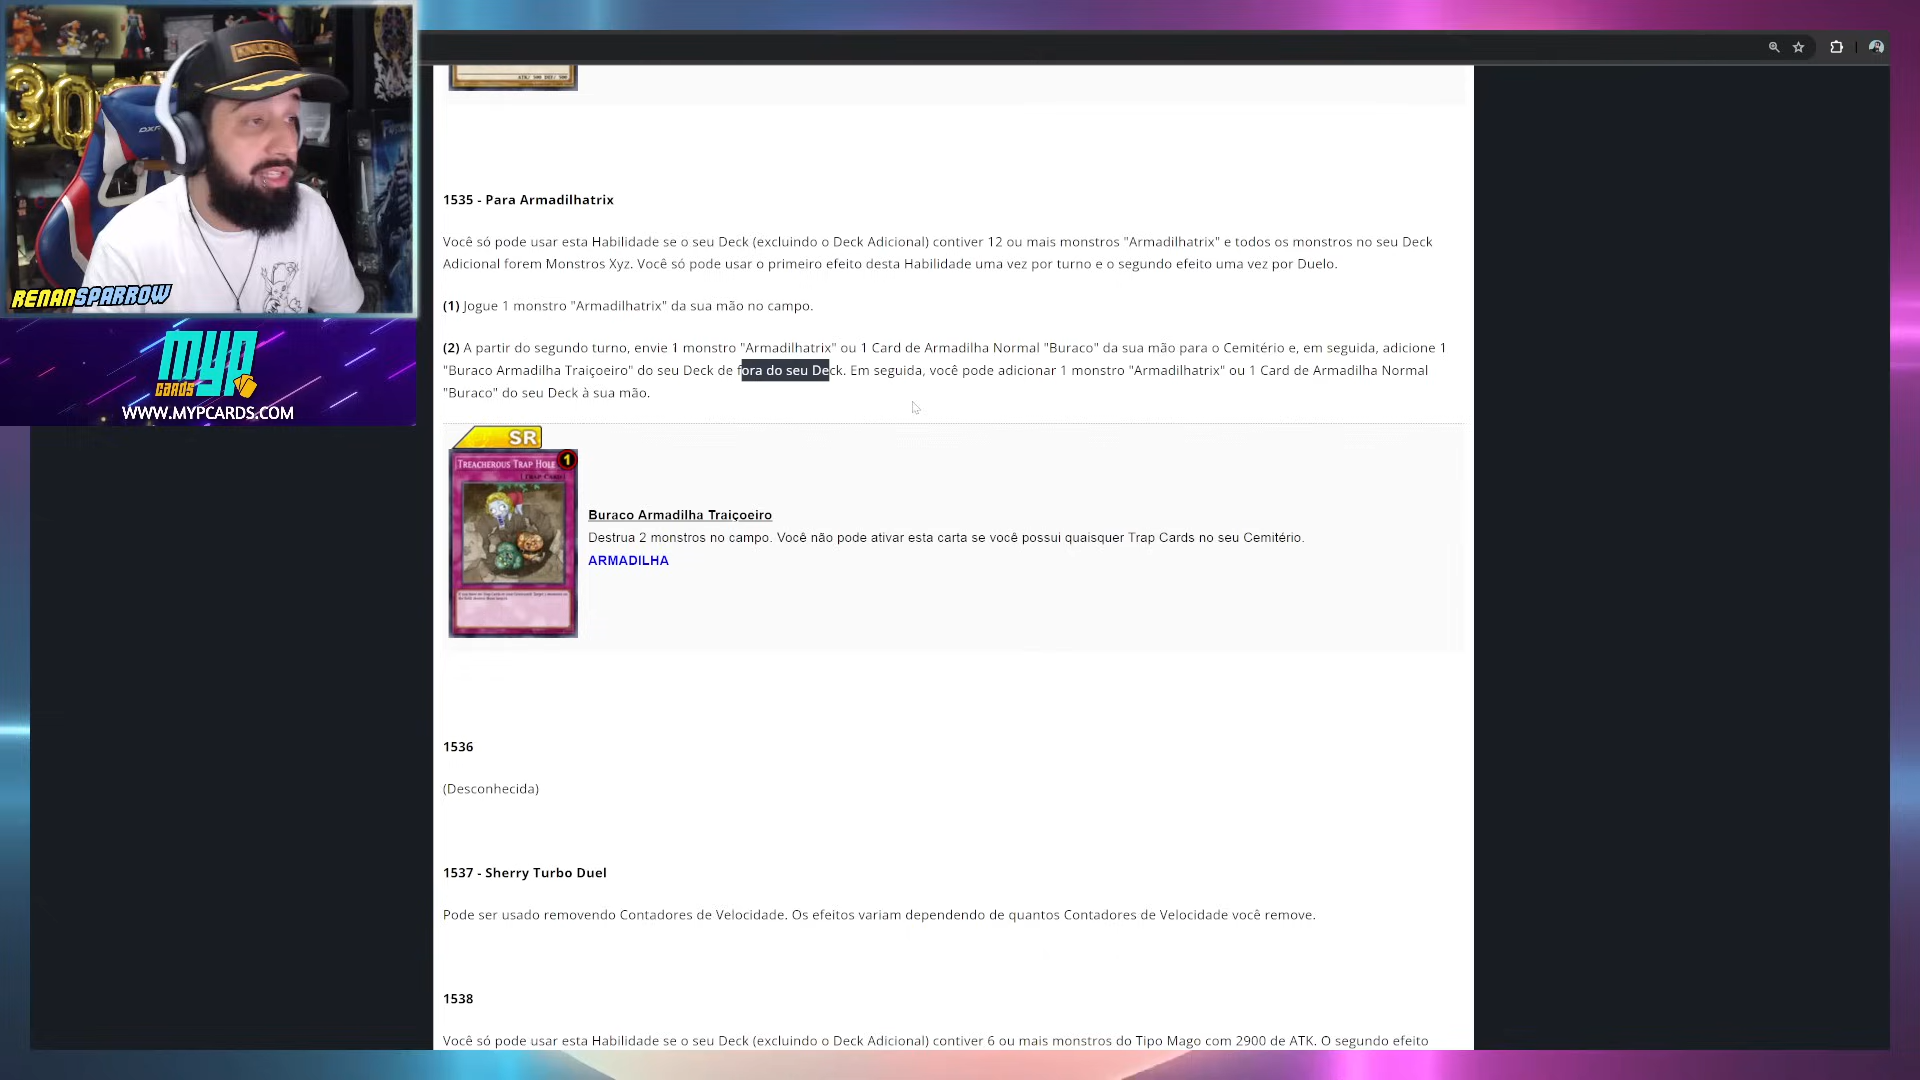 30
DXR
RENANSPARROW
MYP
CARDS
WWW.MYPCARDS.COM
ATK/ 500 DEF/ 500
1535 - Para Armadilhatrix
Você só pode usar esta Habilidade se o seu Deck (excluindo o Deck Adicional) contiver 12 ou mais monstros "Armadilhatrix" e todos os monstros no seu Deck
Adicional forem Monstros Xyz. Você só pode usar o primeiro efeito desta Habilidade uma vez por turno e o segundo efeito uma vez por Duelo.
(1) Jogue 1 monstro "Armadilhatrix" da sua mão no campo.
(2) A partir do segundo turno, envie 1 monstro "Armadilhatrix" ou 1 Card de Armadilha Normal "Buraco" da sua mão para o Cemitério e, em seguida, adicione 1
"Buraco Armadilha Traiçoeiro" do seu Deck de fora do seu Deck. Em seguida, você pode adicionar 1 monstro "Armadilhatrix" ou 1 Card de Armadilha Normal
"Buraco" do seu Deck à sua mão.
SR
TREACHEROUS TRAP HOLE
1
Buraco Armadilha Traiçoeiro
Destrua 2 monstros no campo. Você não pode ativar esta carta se você possui quaisquer Trap Cards no seu Cemitério.
ARMADILHA
1536
(Desconhecida)
1537 - Sherry Turbo Duel
Pode ser usado removendo Contadores de Velocidade. Os efeitos variam dependendo de quantos Contadores de Velocidade você remove.
1538
Você só pode usar esta Habilidade se o seu Deck (excluindo o Deck Adicional) contiver 6 ou mais monstros do Tipo Mago com 2900 de ATK. O segundo efeito